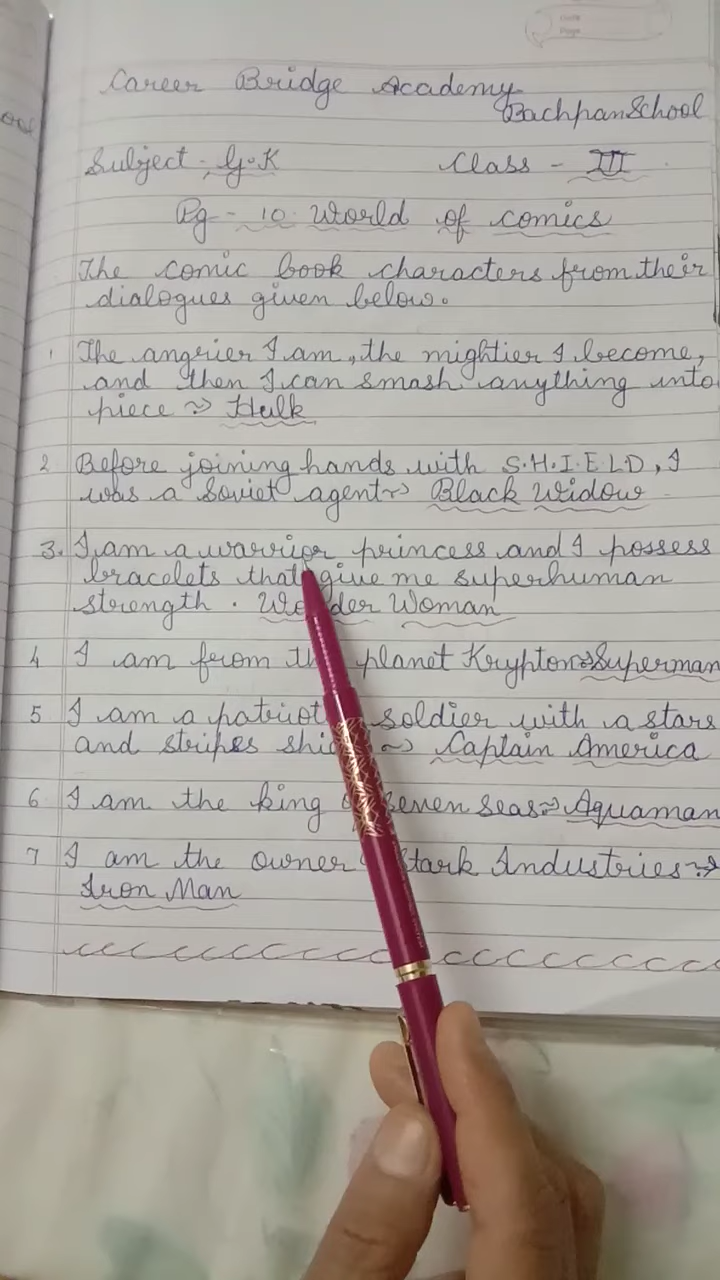 Career Bridge Academy
Bachpan School
Subject - G.K Class - III
Pg - 10 World of comics
The comic book characters from their
dialogues given below.
1 The angrier I am, the mightier I become,
and then I can smash anything into
piece ~> Hulk
2 Before joining hands with S.H.I.E.L.D, I
was a Soviet agent ~> Black Widow
3. I am a warrior princess and I possess
bracelets that give me superhuman
strength. Wonder Woman
4 I am from the planet Krypton ~> Superman
5 I am a patriot soldier with a stars
and stripes ~> Captain America
6 I am the king seven seas ~> Aquaman
7 I am the owner Stark Industries ~>
Iron Man